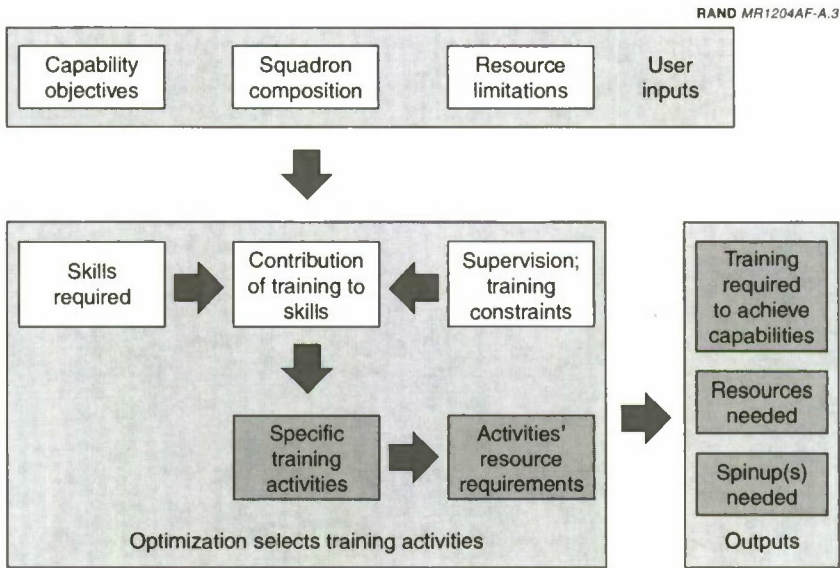 RAND MR1204AF-A.3
Capability
objectives
Squadron
composition
Resource
limitations
User
inputs
Skills
required
Contribution
of training to
skills
Supervision;
training
constraints
Specific
training
activities
Activities'
resource
requirements
Optimization selects training activities
Training
required
to achieve
capabilities
Resources
needed
Spinup(s)
needed
Outputs